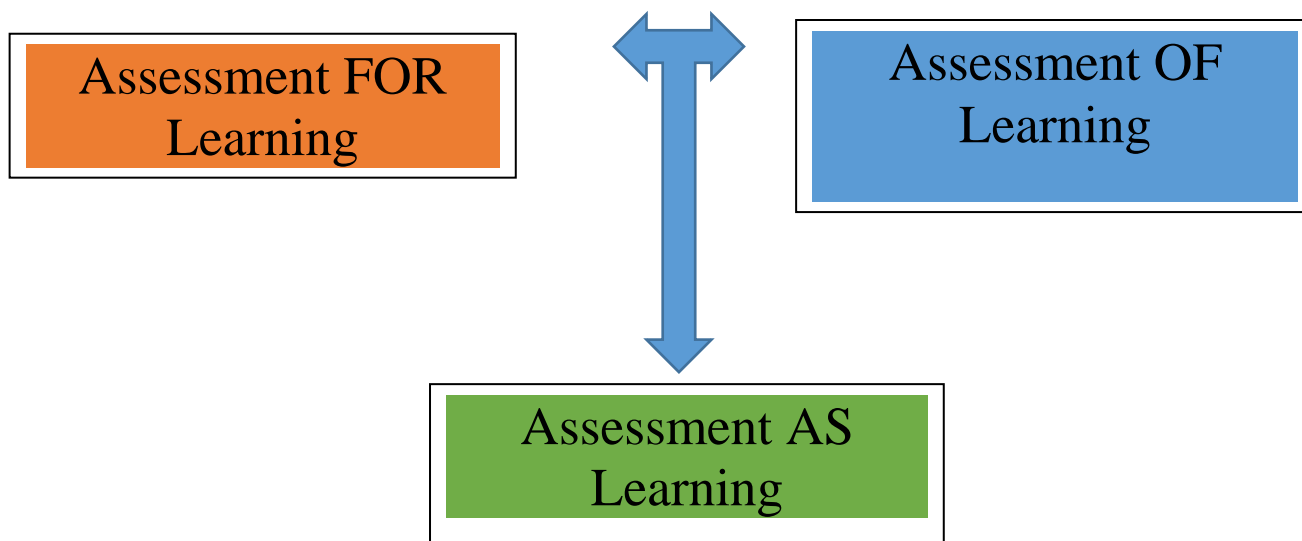 Assessment FOR
Learning
Assessment OF
Learning
Assessment AS
Learning